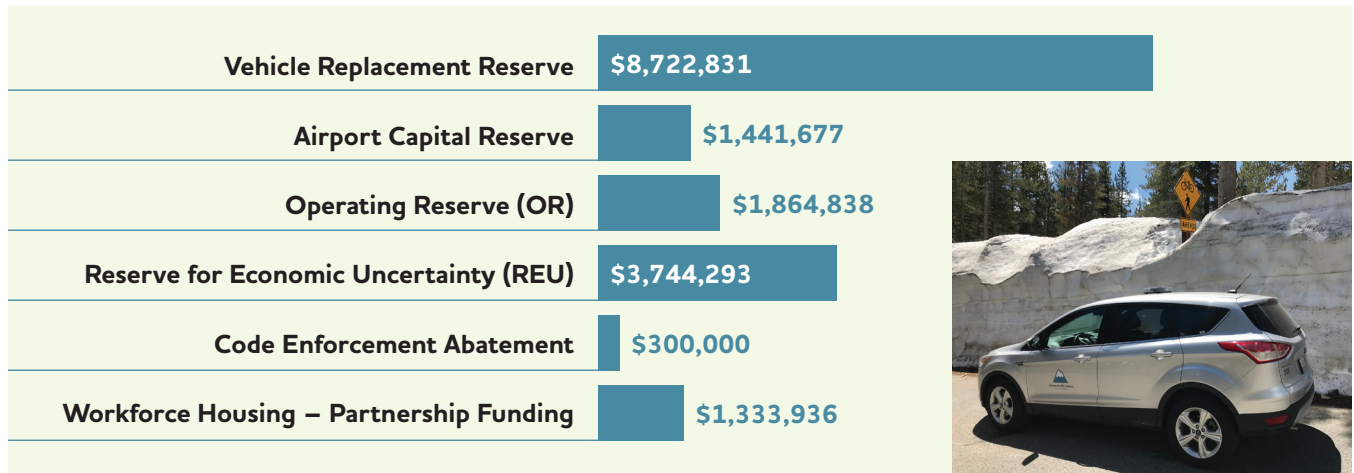 Vehicle Replacement Reserve $8,722,831
Airport Capital Reserve $1,441,677
Operating Reserve (OR) $1,864,838
Reserve for Economic Uncertainty (REU) $3,744,293
Code Enforcement Abatement $300,000
Workforce Housing – Partnership Funding $1,333,936